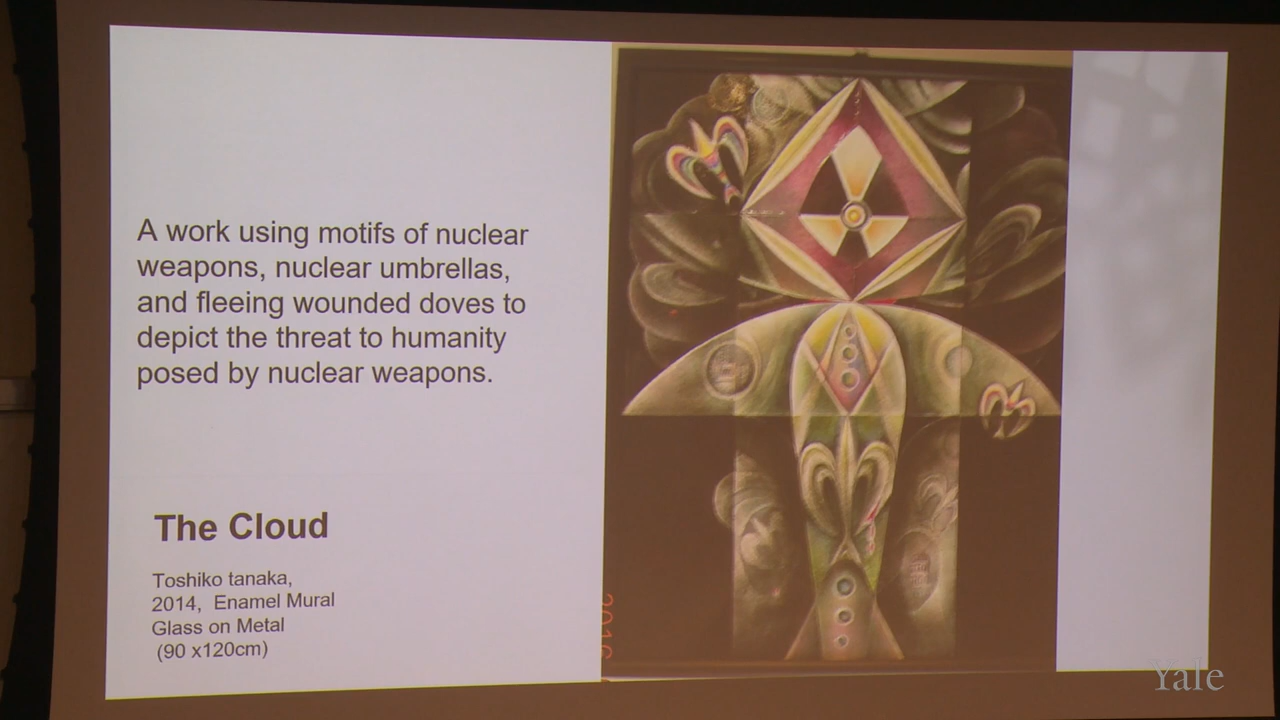 A work using motifs of nuclear
weapons, nuclear umbrellas,
and fleeing wounded doves to
depict the threat to humanity
posed by nuclear weapons.
The Cloud
Toshiko tanaka,
2014, Enamel Mural
Glass on Metal
(90 x120cm)
2016
Yale